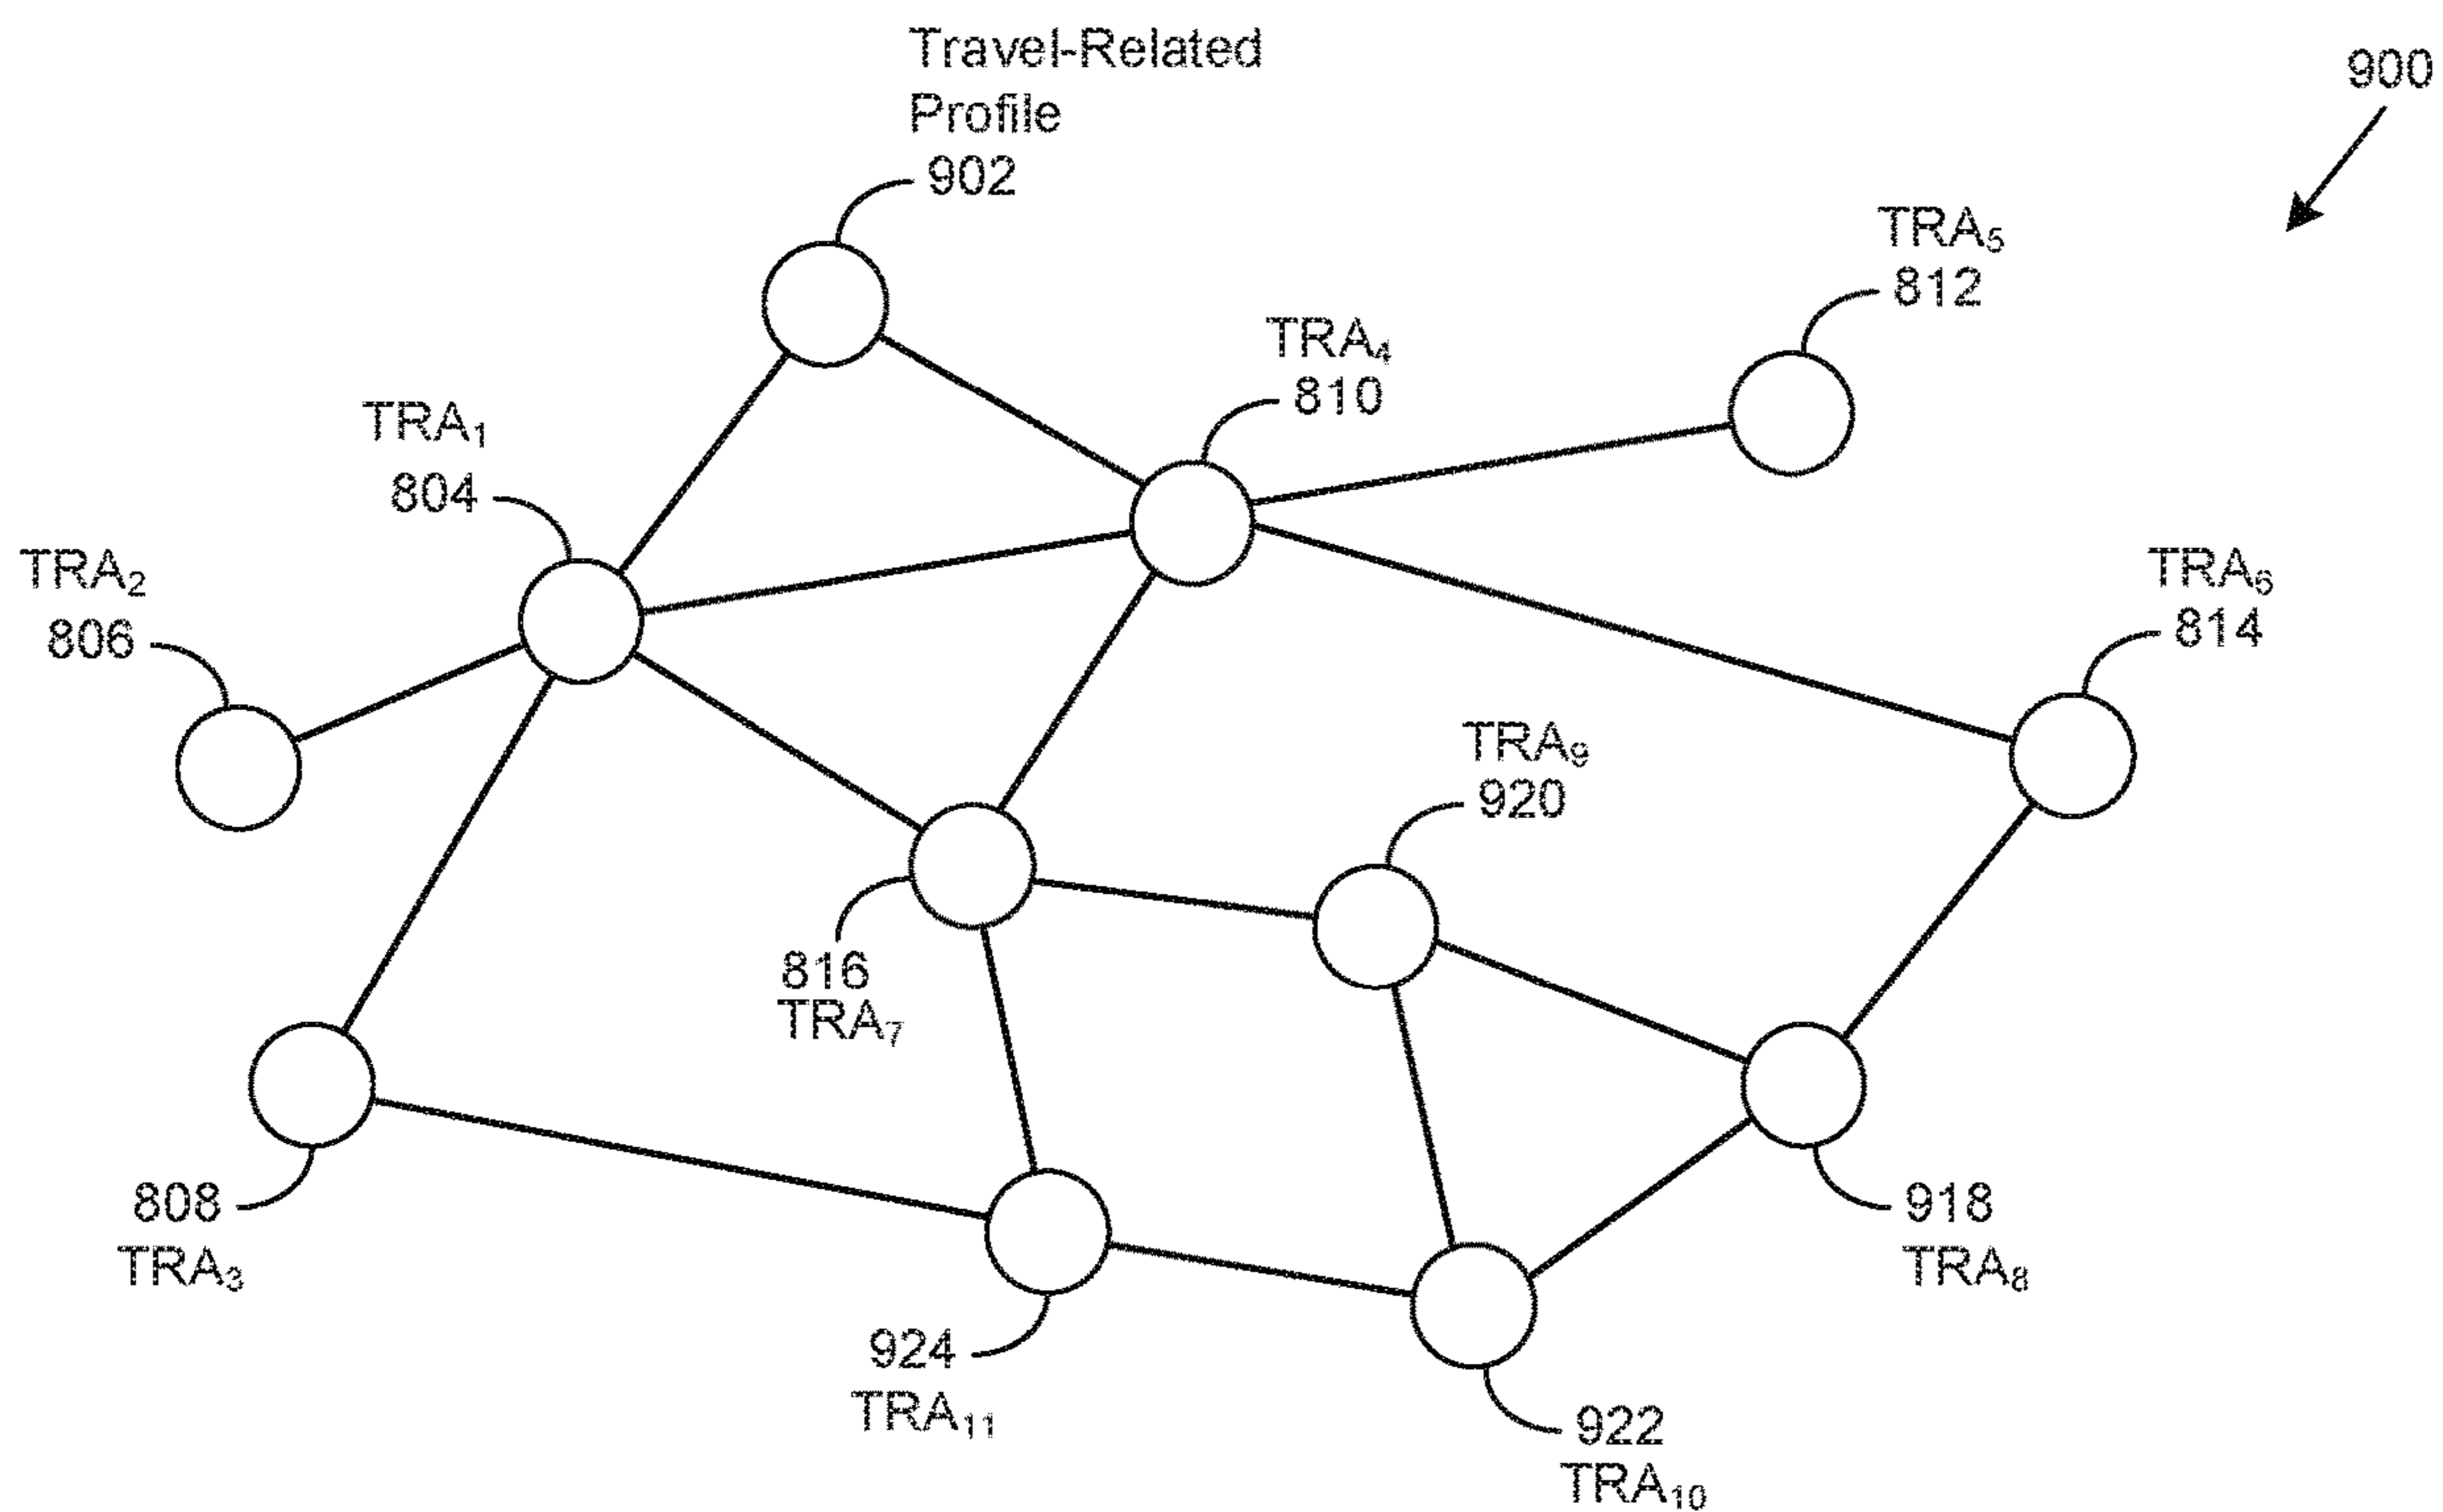 Travel-Related
Profile
902
900
TRA₅
812
TRA₄
810
TRA₁
804
TRA₂
806
TRA₆
814
TRA₉
920
816
TRA₇
808
TRA₃
918
TRA₈
924
TRA₁₁
922
TRA₁₀